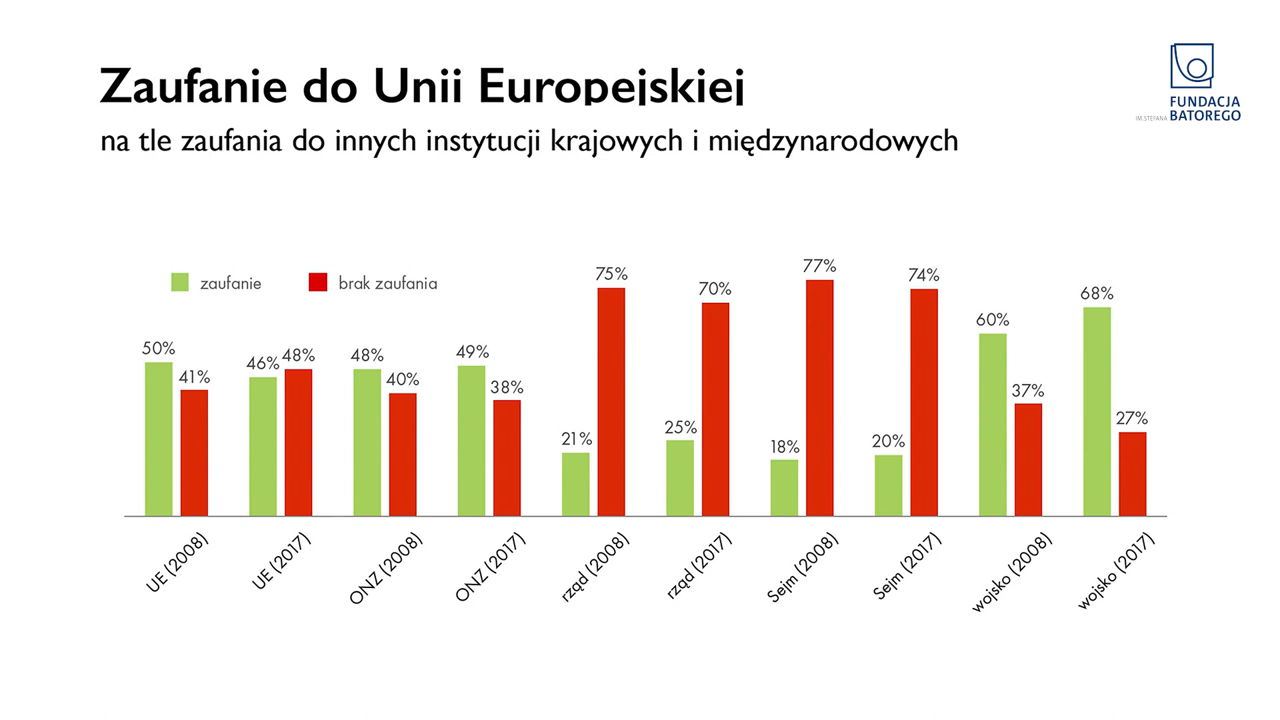 Zaufanie do Unii Europejskiej
na tle zaufania do innych instytucji krajowych i międzynarodowych
FUNDACJA
IM. STEFANA BATOREGO
zaufanie brak zaufania
50% 41% 46% 48% 48% 40% 49% 38% 21% 75% 25% 70% 18% 77% 20% 74% 60% 37% 68% 27%
UE (2008) UE (2017) ONZ (2008) ONZ (2017) rząd (2008) rząd (2017) Sejm (2008) Sejm (2017) wojsko (2008) wojsko (2017)